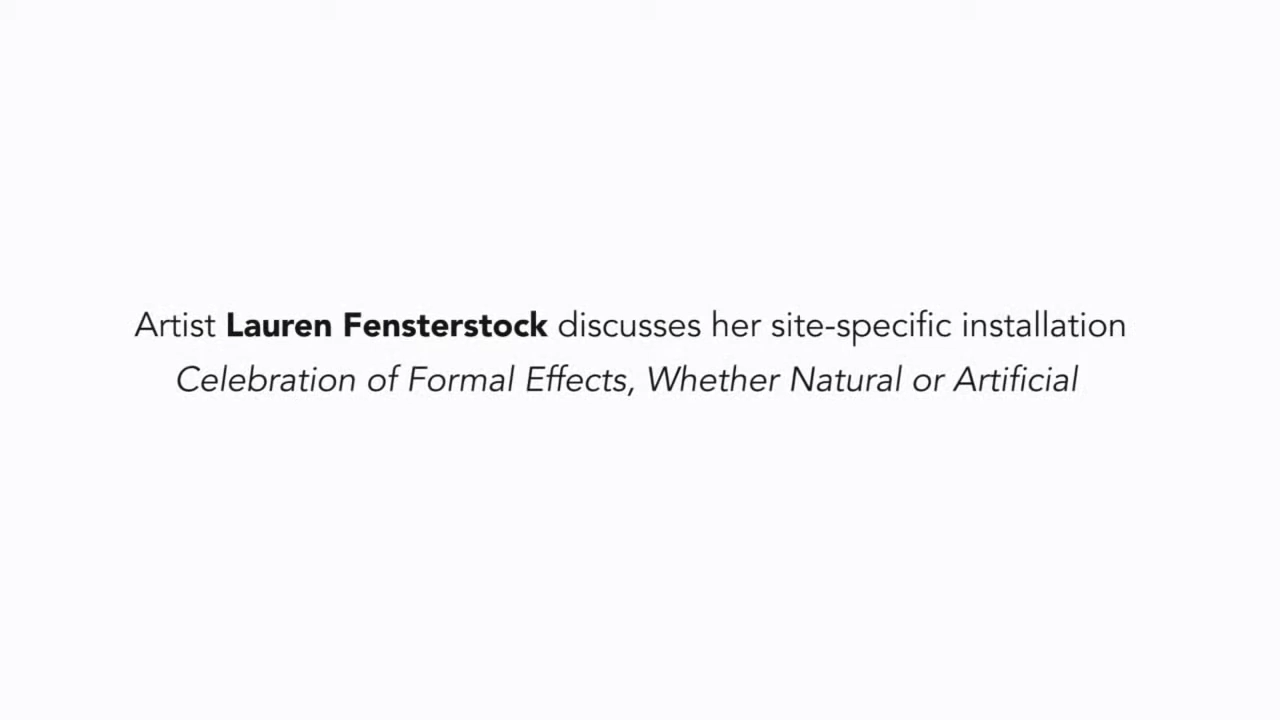 Artist Lauren Fensterstock discusses her site-specific installation
Celebration of Formal Effects, Whether Natural or Artificial